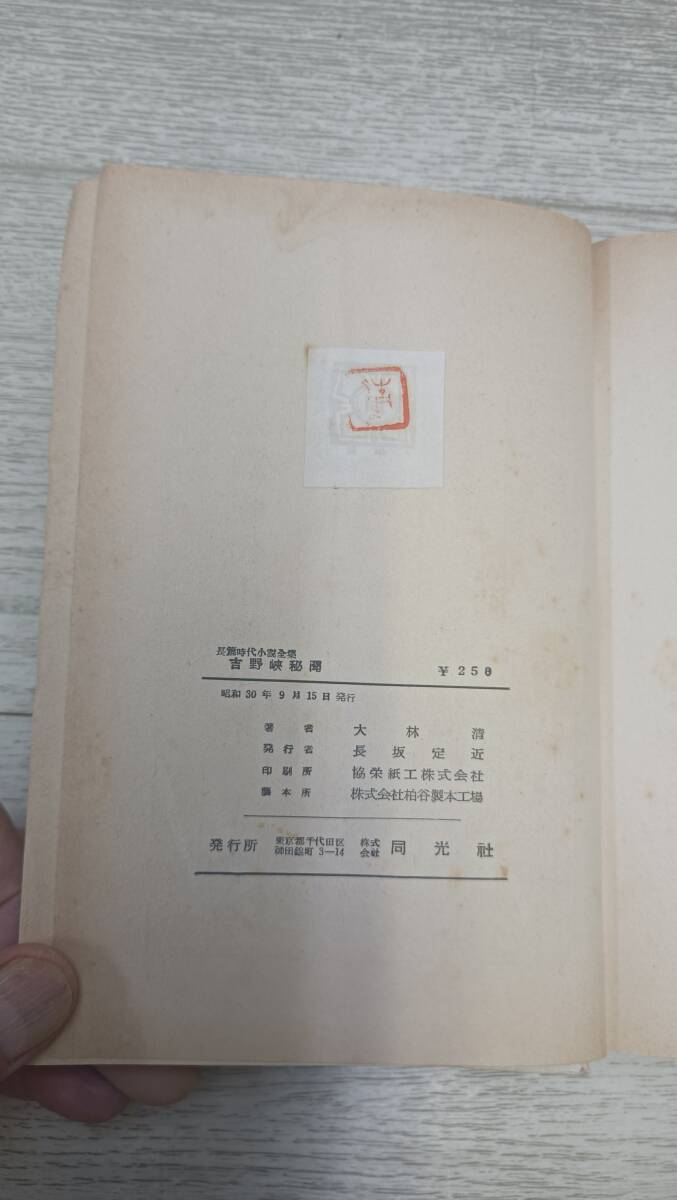 清
長篇時代小説全集
吉野峽秘聞 ¥250
昭和30年9月15日 発行
著者 大林清
発行者 長坂定近
印刷所 協栄紙工株式会社
製本所 株式会社柏谷製本工場
発行所 東京都千代田区神田錦町 3—14 株式会社 同光社